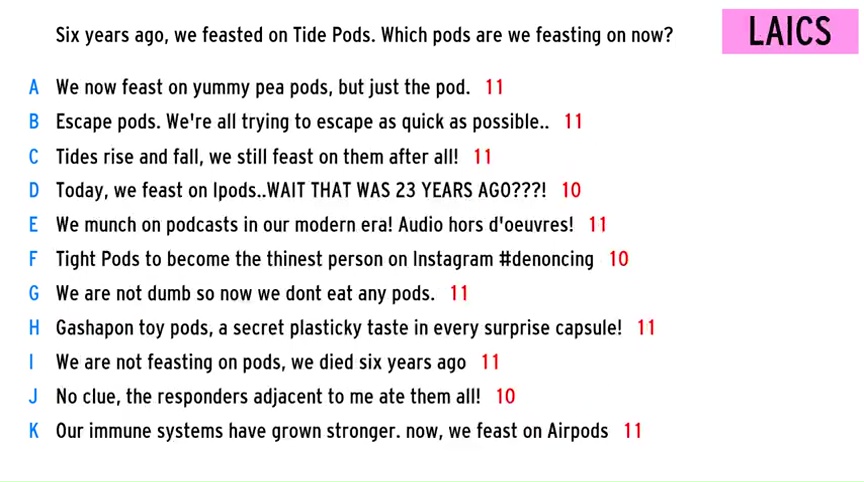 Six years ago, we feasted on Tide Pods. Which pods are we feasting on now?
LAICS
A We now feast on yummy pea pods, but just the pod. 11
B Escape pods. We're all trying to escape as quick as possible.. 11
C Tides rise and fall, we still feast on them after all! 11
D Today, we feast on Ipods..WAIT THAT WAS 23 YEARS AGO???! 10
E We munch on podcasts in our modern era! Audio hors d'oeuvres! 11
F Tight Pods to become the thinest person on Instagram #denoncing 10
G We are not dumb so now we dont eat any pods. 11
H Gashapon toy pods, a secret plasticky taste in every surprise capsule! 11
I We are not feasting on pods, we died six years ago 11
J No clue, the responders adjacent to me ate them all! 10
K Our immune systems have grown stronger. now, we feast on Airpods 11